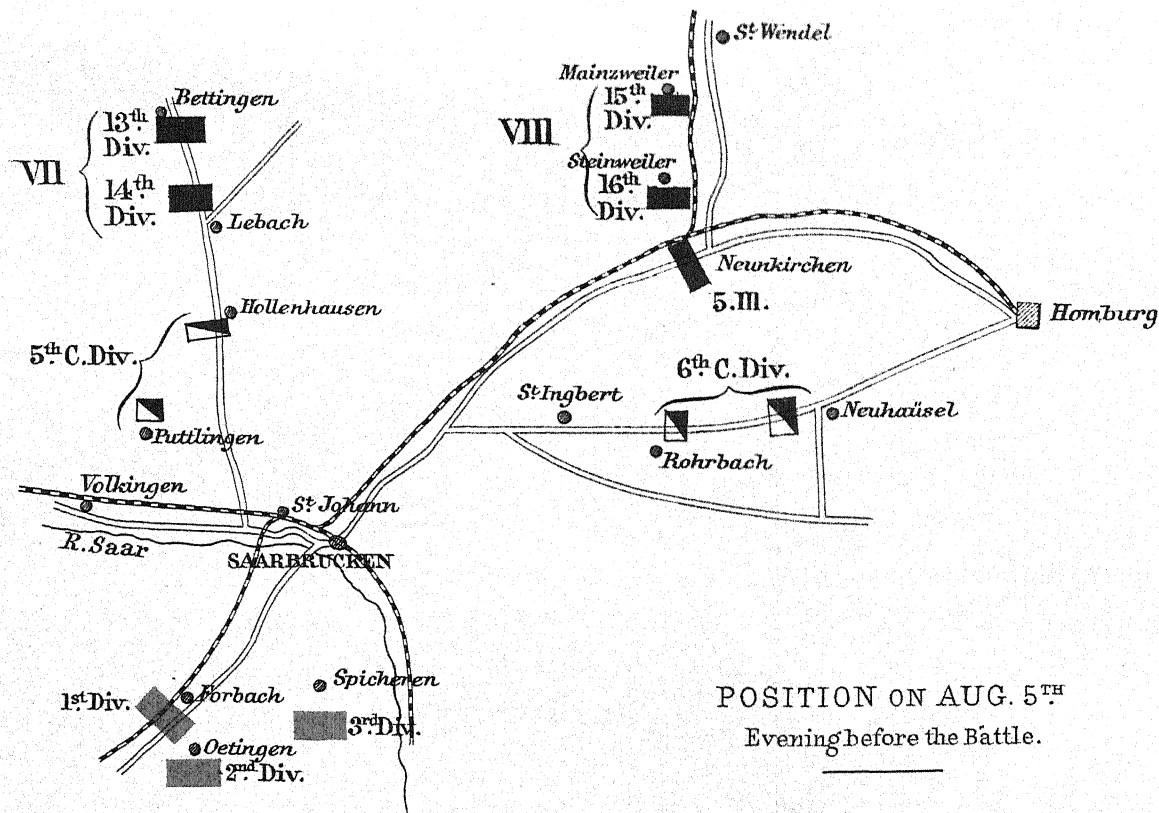 St. Wendel
Mainzweiler
15th
Div.
VIII
Steinweiler
16th
Div.
Bettingen
13th
Div.
VII
14th
Div.
Lebach
Neunkirchen
5.M.
Hollenhausen
5th C.Div.
Homburg
6th C.Div.
St. Ingbert
Neuhaüsel
Puttlingen
Rohrbach
Volkingen
St. Johann
R. Saar
SAARBRUCKEN
Spicheren
1st Div.
Forbach
3rd Div.
Oetingen
2nd Div.
POSITION ON AUG. 5TH
Evening before the Battle.